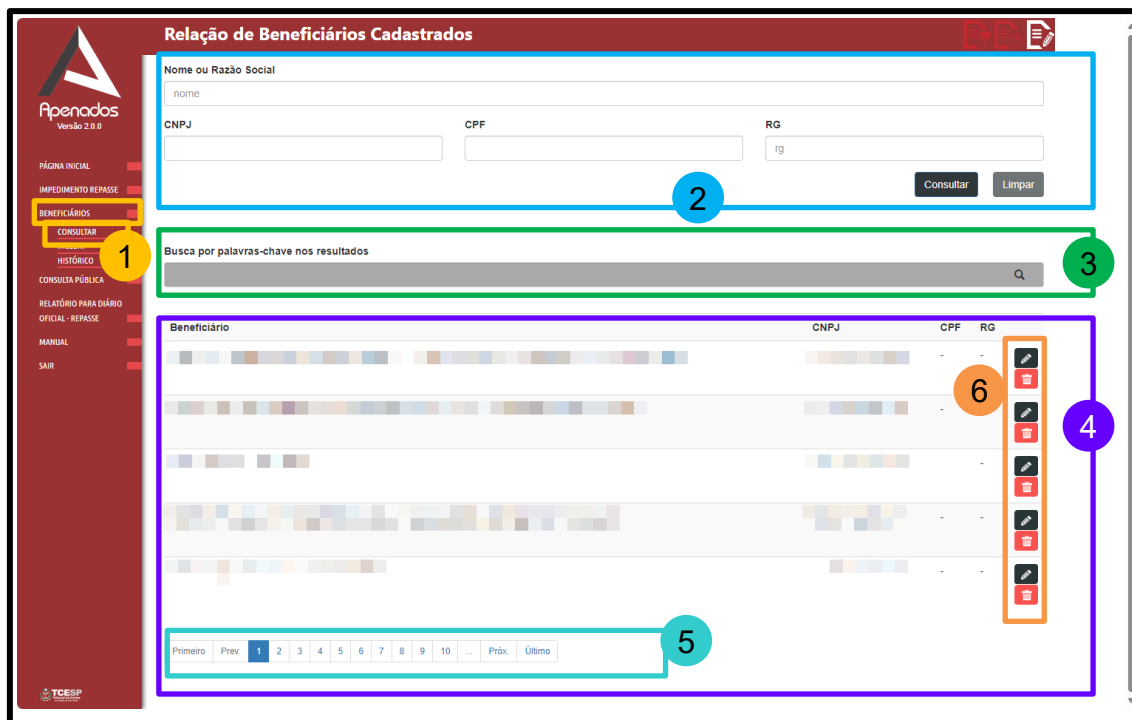 Relação de Beneficiários Cadastrados
Apenados
Versão 2.0.0
PÁGINA INICIAL
IMPEDIMENTO REPASSE
BENEFICIÁRIOS
CONSULTAR
HISTÓRICO
CONSULTA PÚBLICA
RELATÓRIO PARA DIÁRIO
OFICIAL - REPASSE
MANUAL
SAIR
TCESP
1
Nome ou Razão Social
nome
CNPJ CPF RG
rg
Consultar Limpar
2
Busca por palavras-chave nos resultados
3
Beneficiário CNPJ CPF RG
- -
-
-
- -
- -
6
4
5
Primeiro Prev. 1 2 3 4 5 6 7 8 9 10 ... Próx. Último